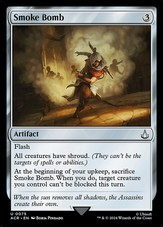 Smoke Bomb 3
Artifact
Flash
All creatures have shroud. (They can't be the
targets of spells or abilities.)
At the beginning of your upkeep, sacrifice
Smoke Bomb. When you do, target creature
you control can't be blocked this turn.
When the sun removes all shadows, the Assassins
create their own.
U 0075
ACR • EN
™ & © 2024 Wizards of the Coast
© Ubisoft